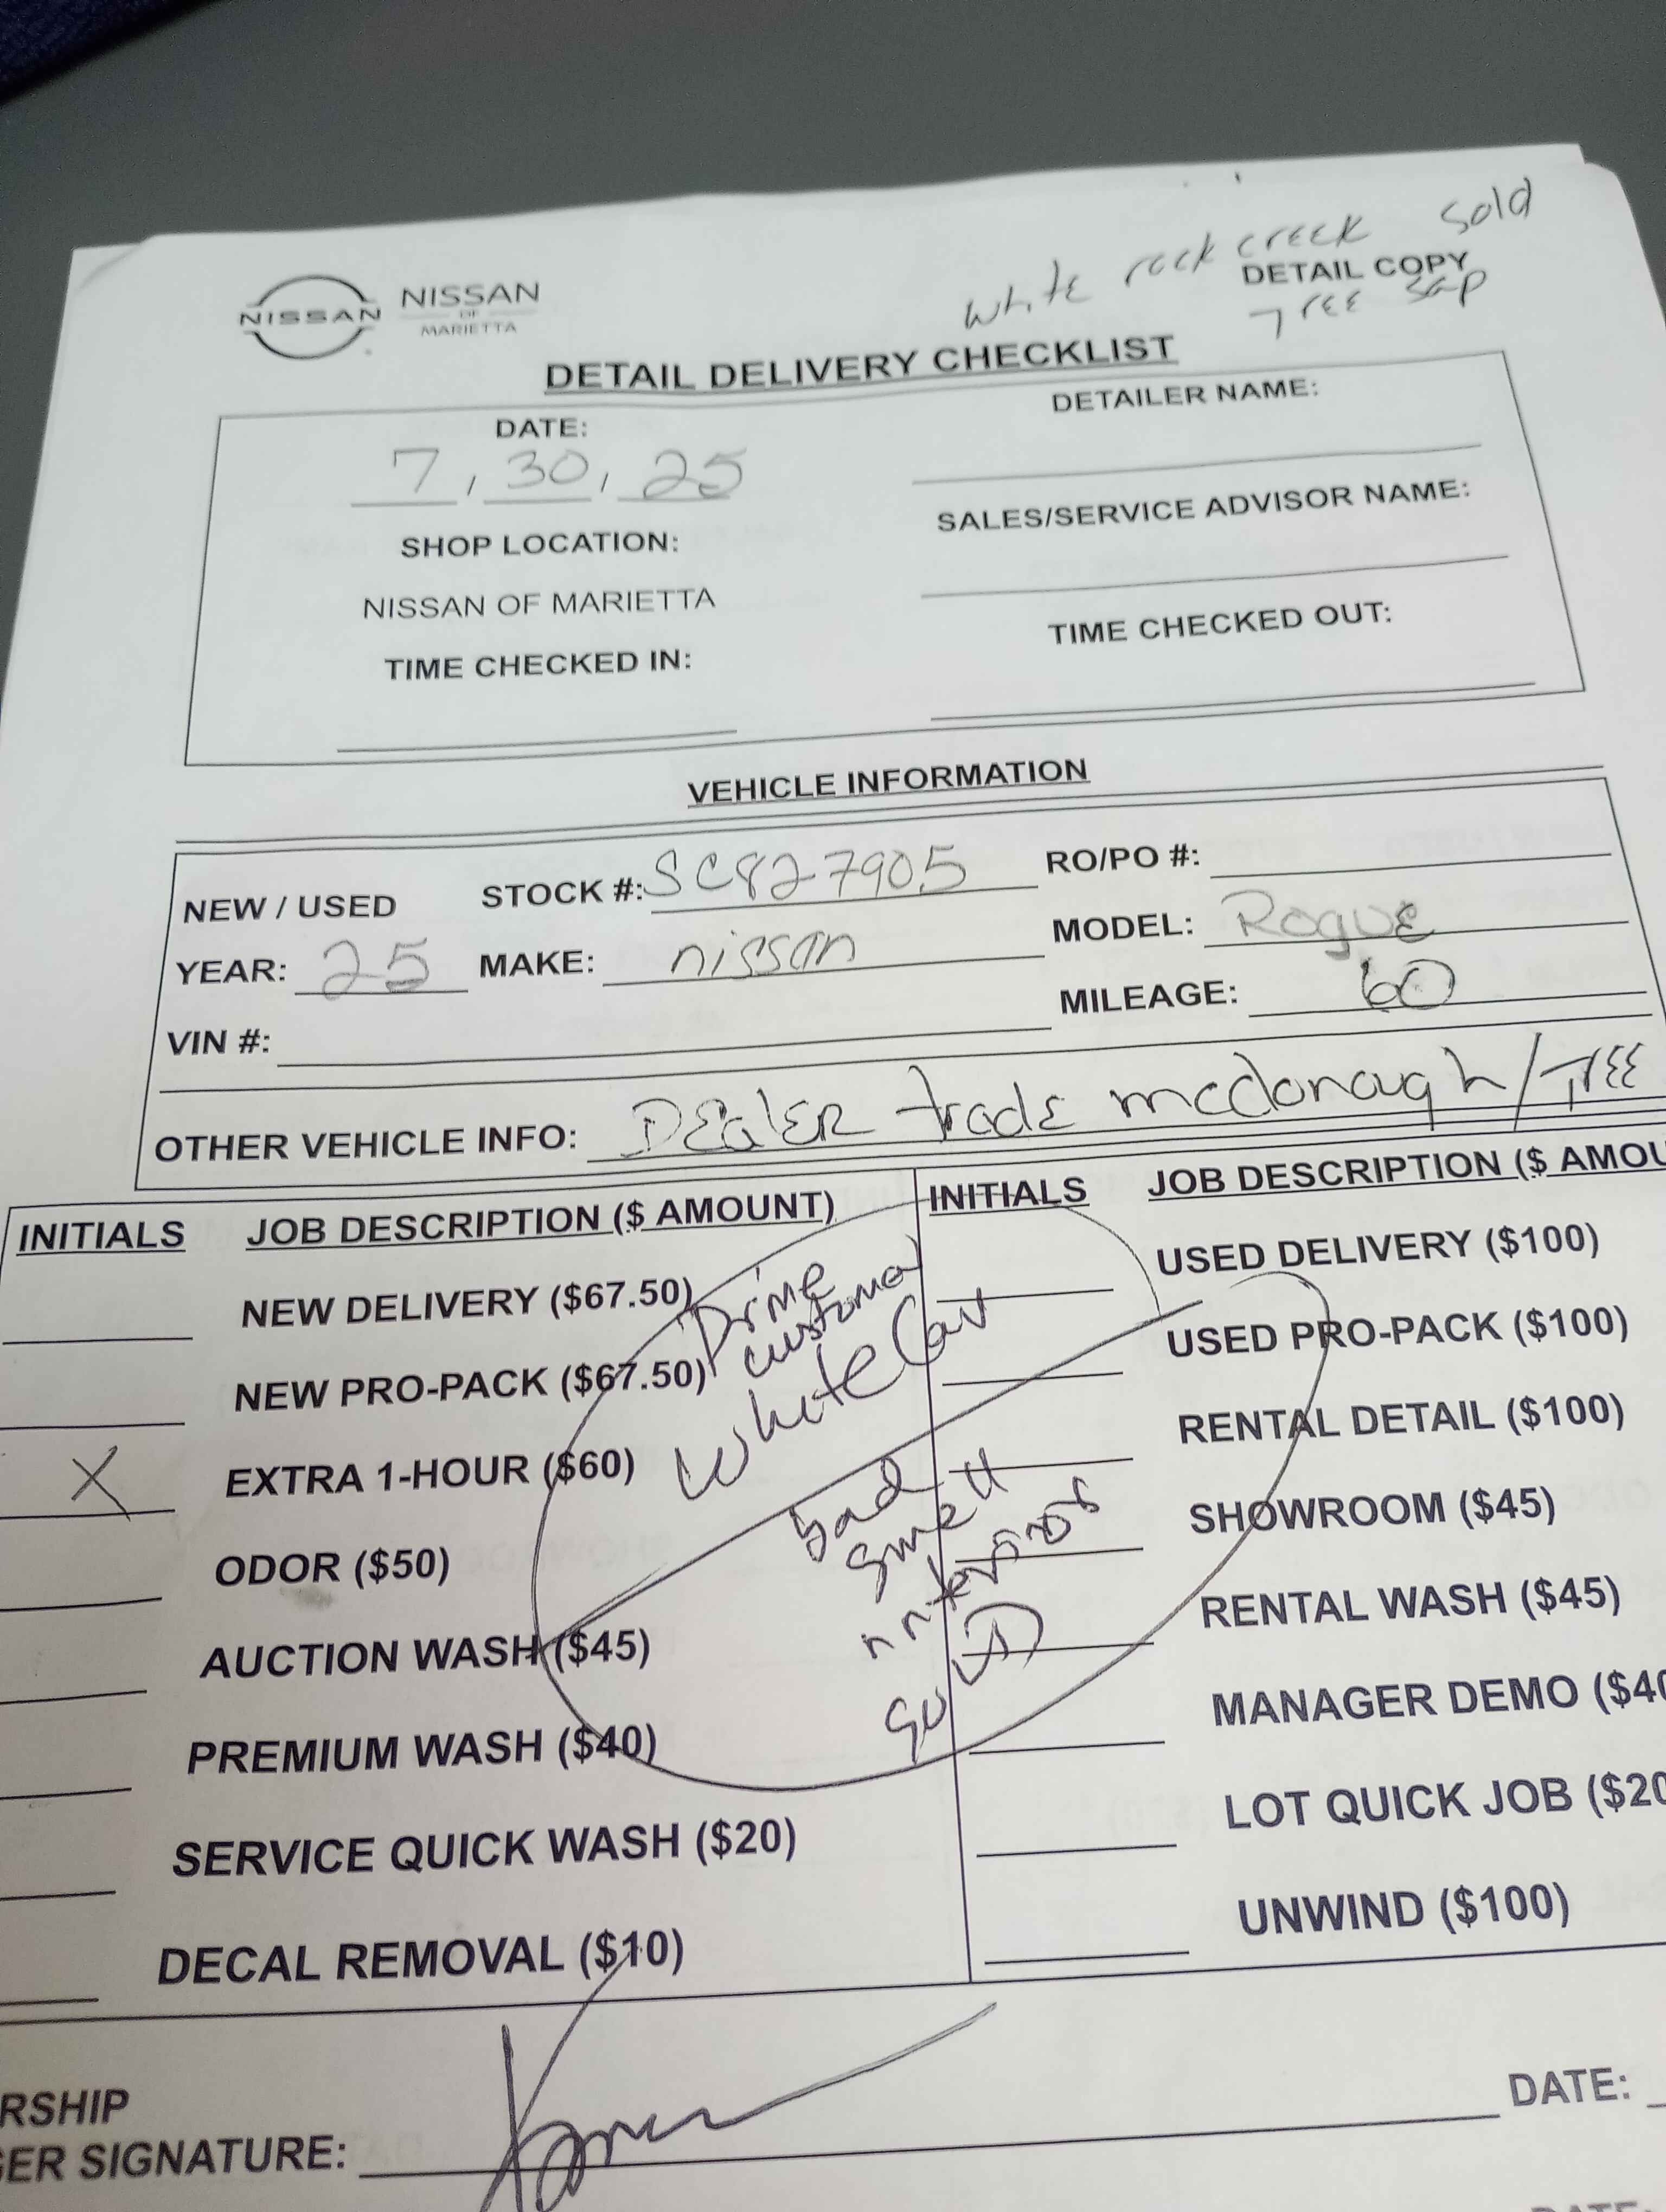 white rock creek sold
NISSAN
NISSAN
OF
MARIETTA
DETAIL COPY
Tree sap
DETAIL DELIVERY CHECKLIST
DATE:
7, 30, 25
DETAILER NAME:
SHOP LOCATION:
NISSAN OF MARIETTA
SALES/SERVICE ADVISOR NAME:
TIME CHECKED IN:
TIME CHECKED OUT:
VEHICLE INFORMATION
NEW / USED STOCK #: SC827905 RO/PO #:
YEAR: 25 MAKE: nissan MODEL: Rogue
VIN #: MILEAGE: 60
OTHER VEHICLE INFO: Dealer trade mcdonough/Tree
INITIALS JOB DESCRIPTION ($ AMOUNT) INITIALS JOB DESCRIPTION ($ AMOU
NEW DELIVERY ($67.50) USED DELIVERY ($100)
NEW PRO-PACK ($67.50) USED PRO-PACK ($100)
X EXTRA 1-HOUR ($60) RENTAL DETAIL ($100)
ODOR ($50) SHOWROOM ($45)
AUCTION WASH ($45) RENTAL WASH ($45)
PREMIUM WASH ($40) MANAGER DEMO ($40
SERVICE QUICK WASH ($20) LOT QUICK JOB ($20
DECAL REMOVAL ($10) UNWIND ($100)
Prime
customer
White Car
bad
smell
RSHIP
GER SIGNATURE: DATE: